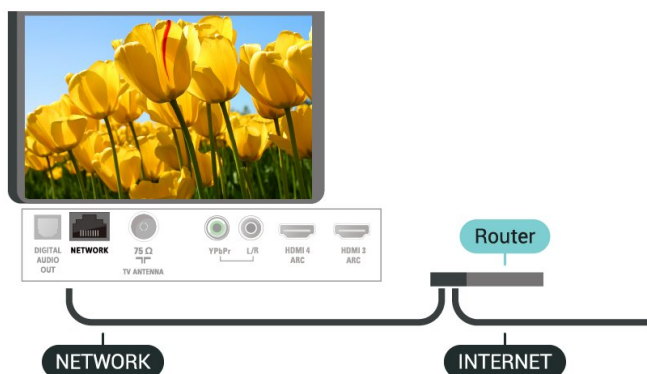 DIGITAL
AUDIO
OUT
NETWORK
75 Ω
TV ANTENNA
YPbPr
L/R
HDMI 4
ARC
HDMI 3
ARC
Router
NETWORK
INTERNET